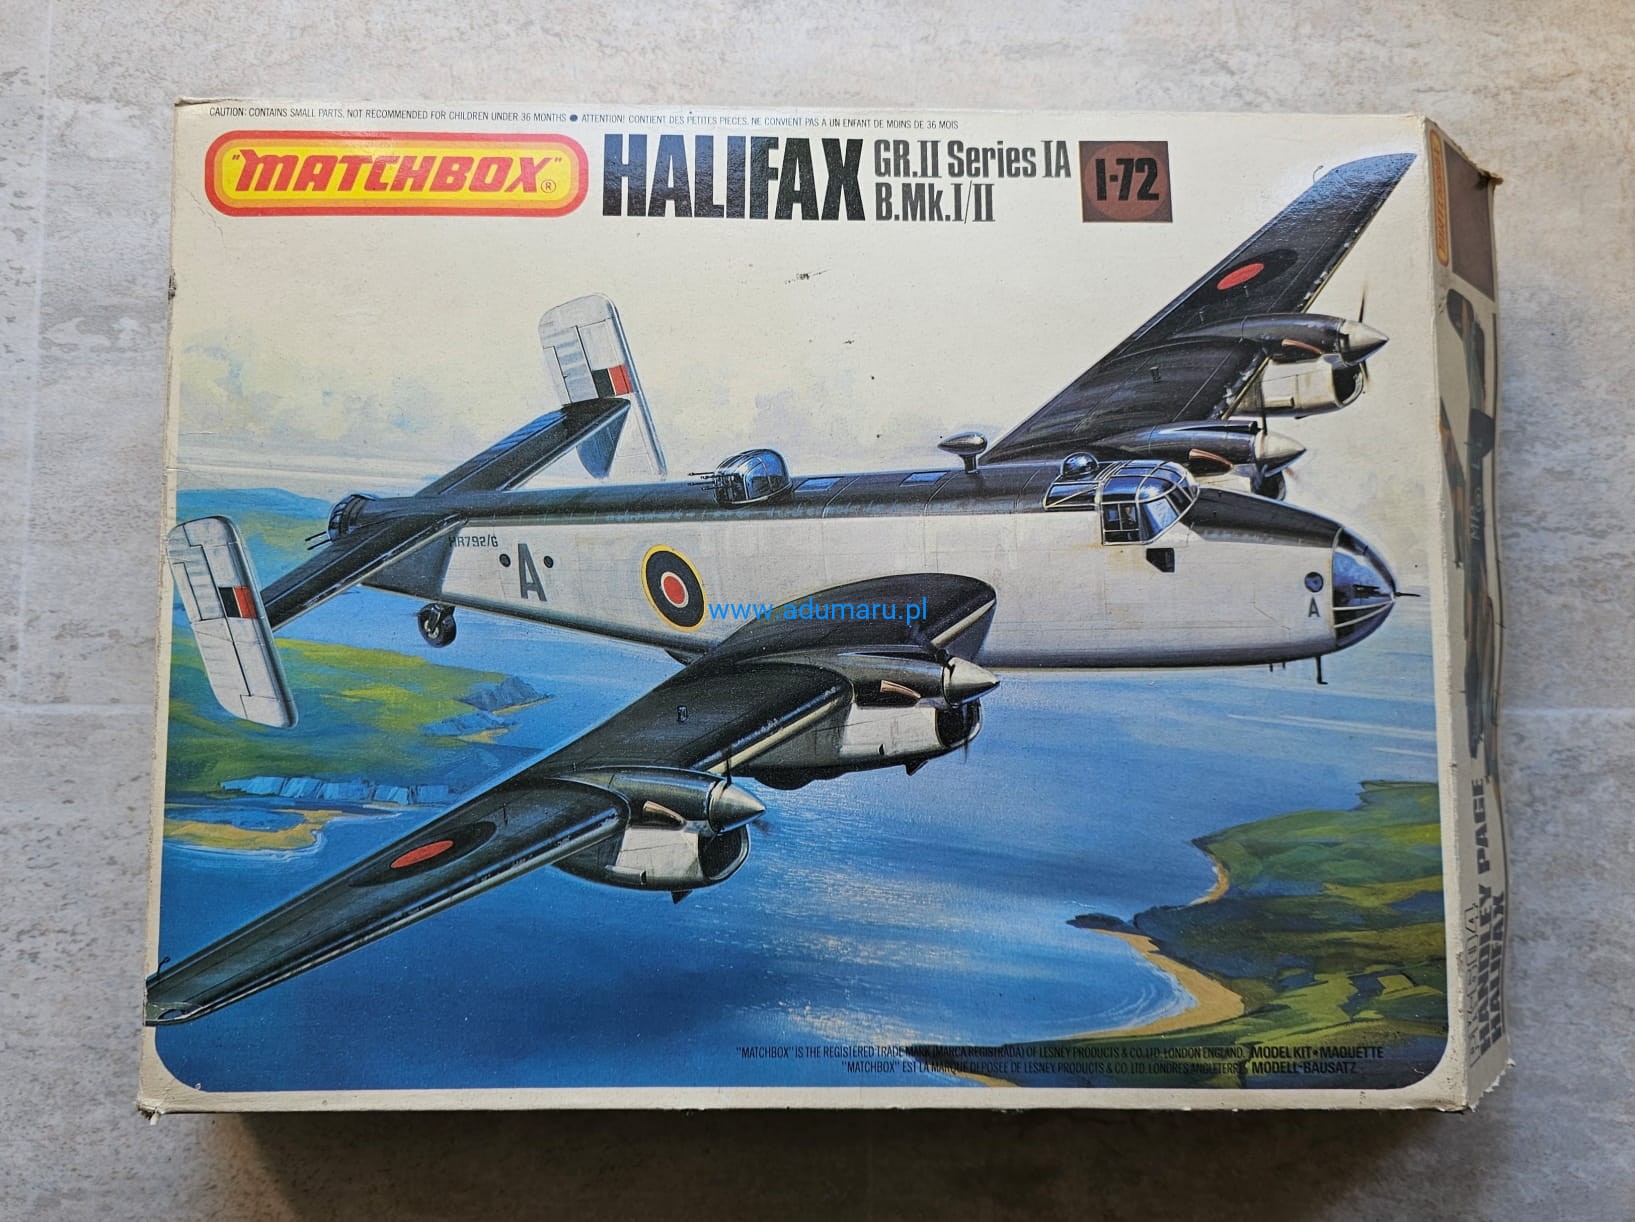 CAUTION: CONTAINS SMALL PARTS. NOT RECOMMENDED FOR CHILDREN UNDER 36 MONTHS ● ATTENTION! CONTIENT DES PETITES PIECES. NE CONVIENT PAS A UN ENFANT DE MOINS DE 36 MOIS
"MATCHBOX"®
HALIFAX
GR.II Series IA
B.Mk.I/II
1-72
HR792/G
A
A
www.adumaru.pl
"MATCHBOX" IS THE REGISTERED TRADE MARK (MARCA REGISTRADA) OF LESNEY PRODUCTS & CO. LTD. LONDON ENGLAND. MODEL KIT • MAQUETTE
"MATCHBOX" EST LA MARQUE DEPOSEE DE LESNEY PRODUCTS & CO. LTD. LONDRES ANGLETERRE MODELL-BAUSATZ
HANDLEY PAGE
HALIFAX